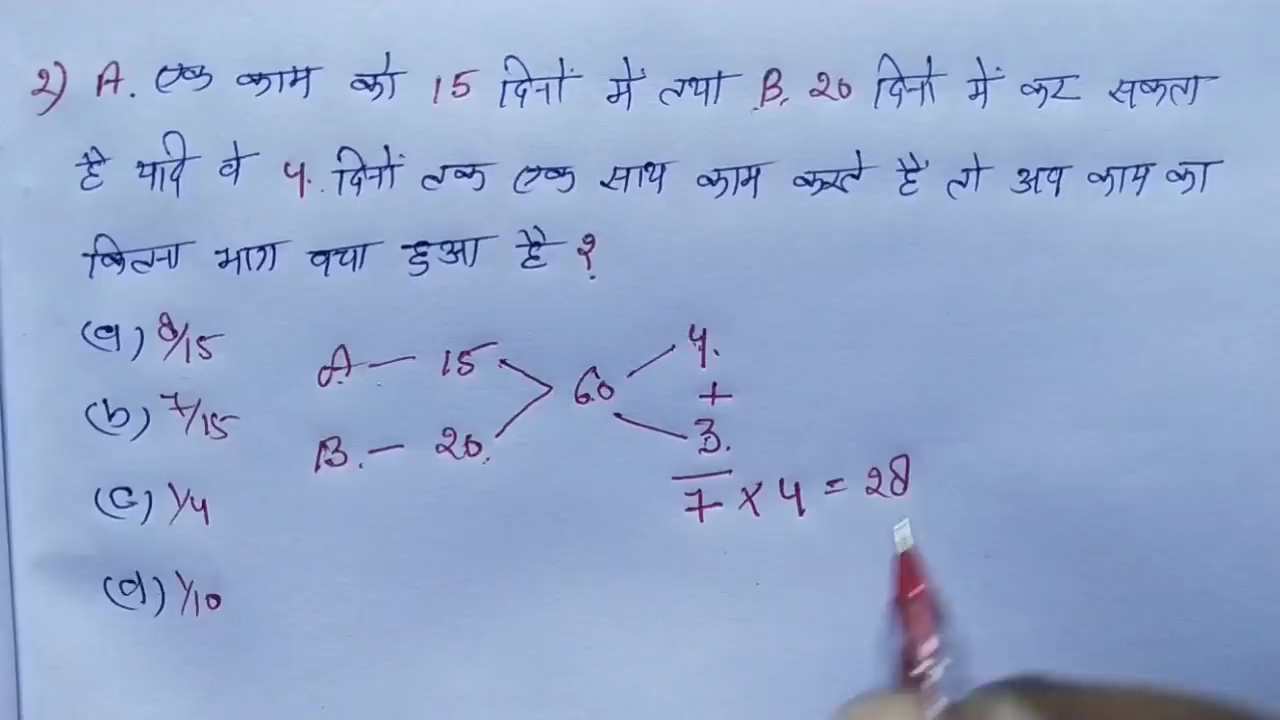 2) A. एक काम को 15 दिनों में तथा B. 20 दिनों में कर सकता
है यदि वे 4. दिनों तक एक साथ काम करते हैं तो अब काम का
कितना भाग बचा हुआ है ?
(a) 8/15
(b) 7/15
(c) 1/4
(d) 1/10
A — 15
B. — 20.
60
4.
+
3.
7 × 4 = 28